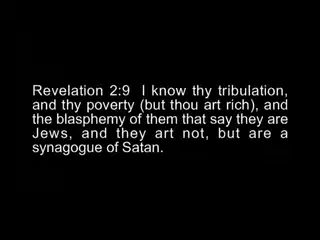 Revelation 2:9 I know thy tribulation,
and thy poverty (but thou art rich), and
the blasphemy of them that say they are
Jews, and they art not, but are a
synagogue of Satan.